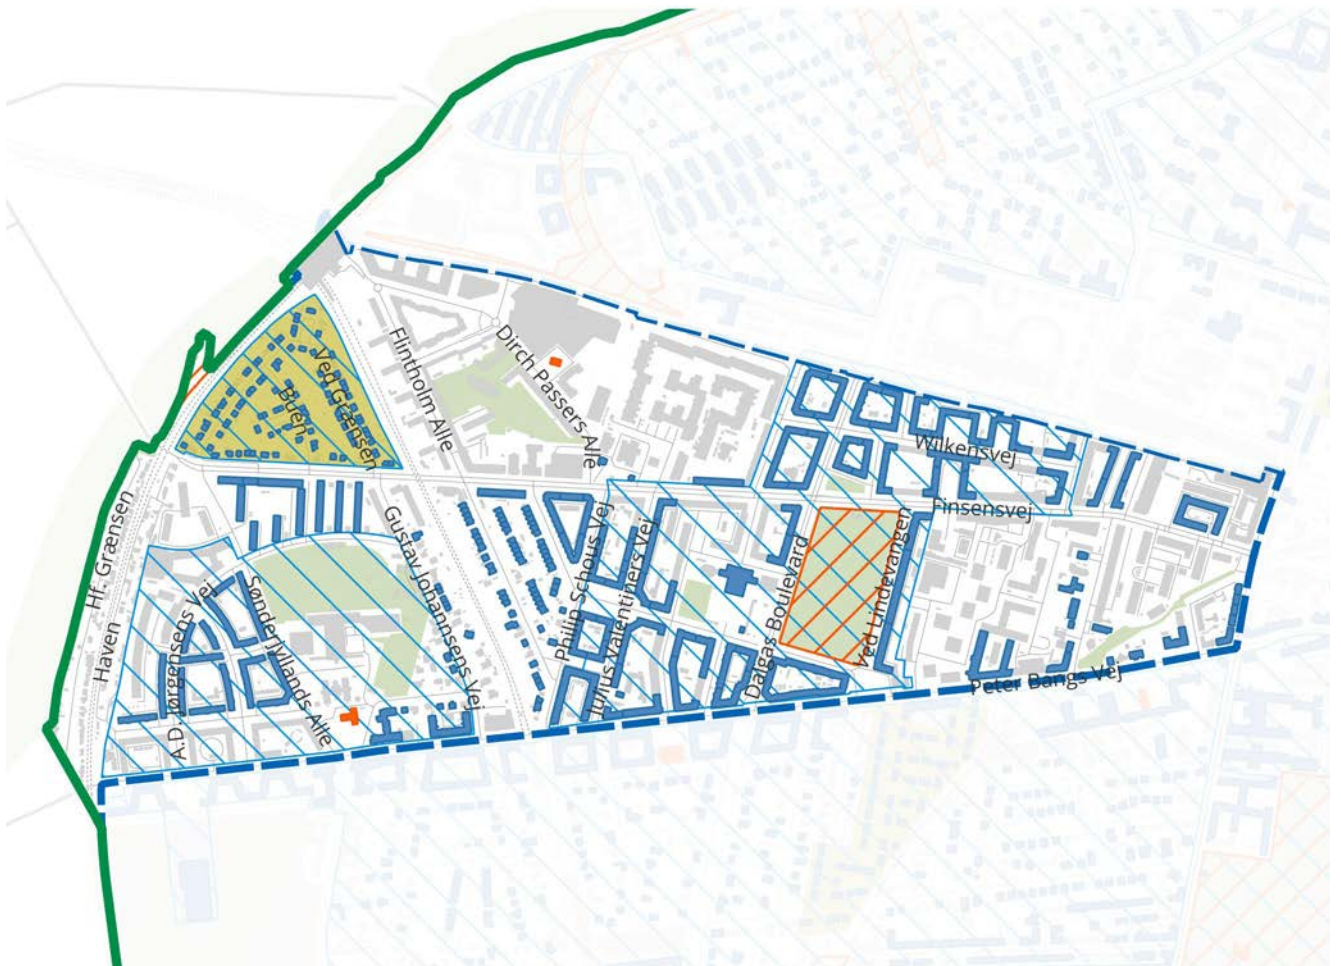 Ved Grænsen
Buen
Flintholm Alle
Dirch Passers Alle
Wilkensvej
Finsensvej
Hf. Grænsen
Haven
A.D. Jørgensens Vej
Sønderjyllands Alle
Gustav Johannsens Vej
Philip Schous Vej
Julius Valentiners Vej
Dalgas Boulevard
Ved Lindevangen
Peter Bangs Vej